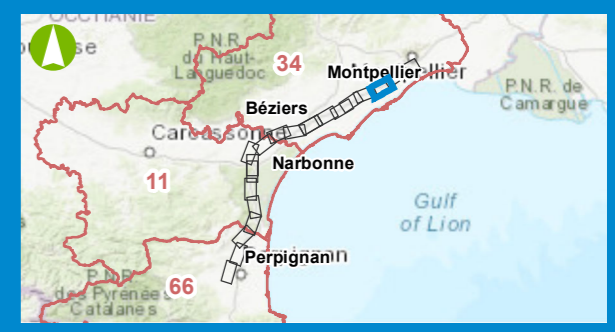 OCCITANIE
P.N.R.
du Haut-
Languedoc
34
Montpellier
P.N.R. de
Camargue
Béziers
Carcassonne
Narbonne
11
Gulf
of Lion
Perpignan
66
P.N.R.
des Pyrénées
Catalanes